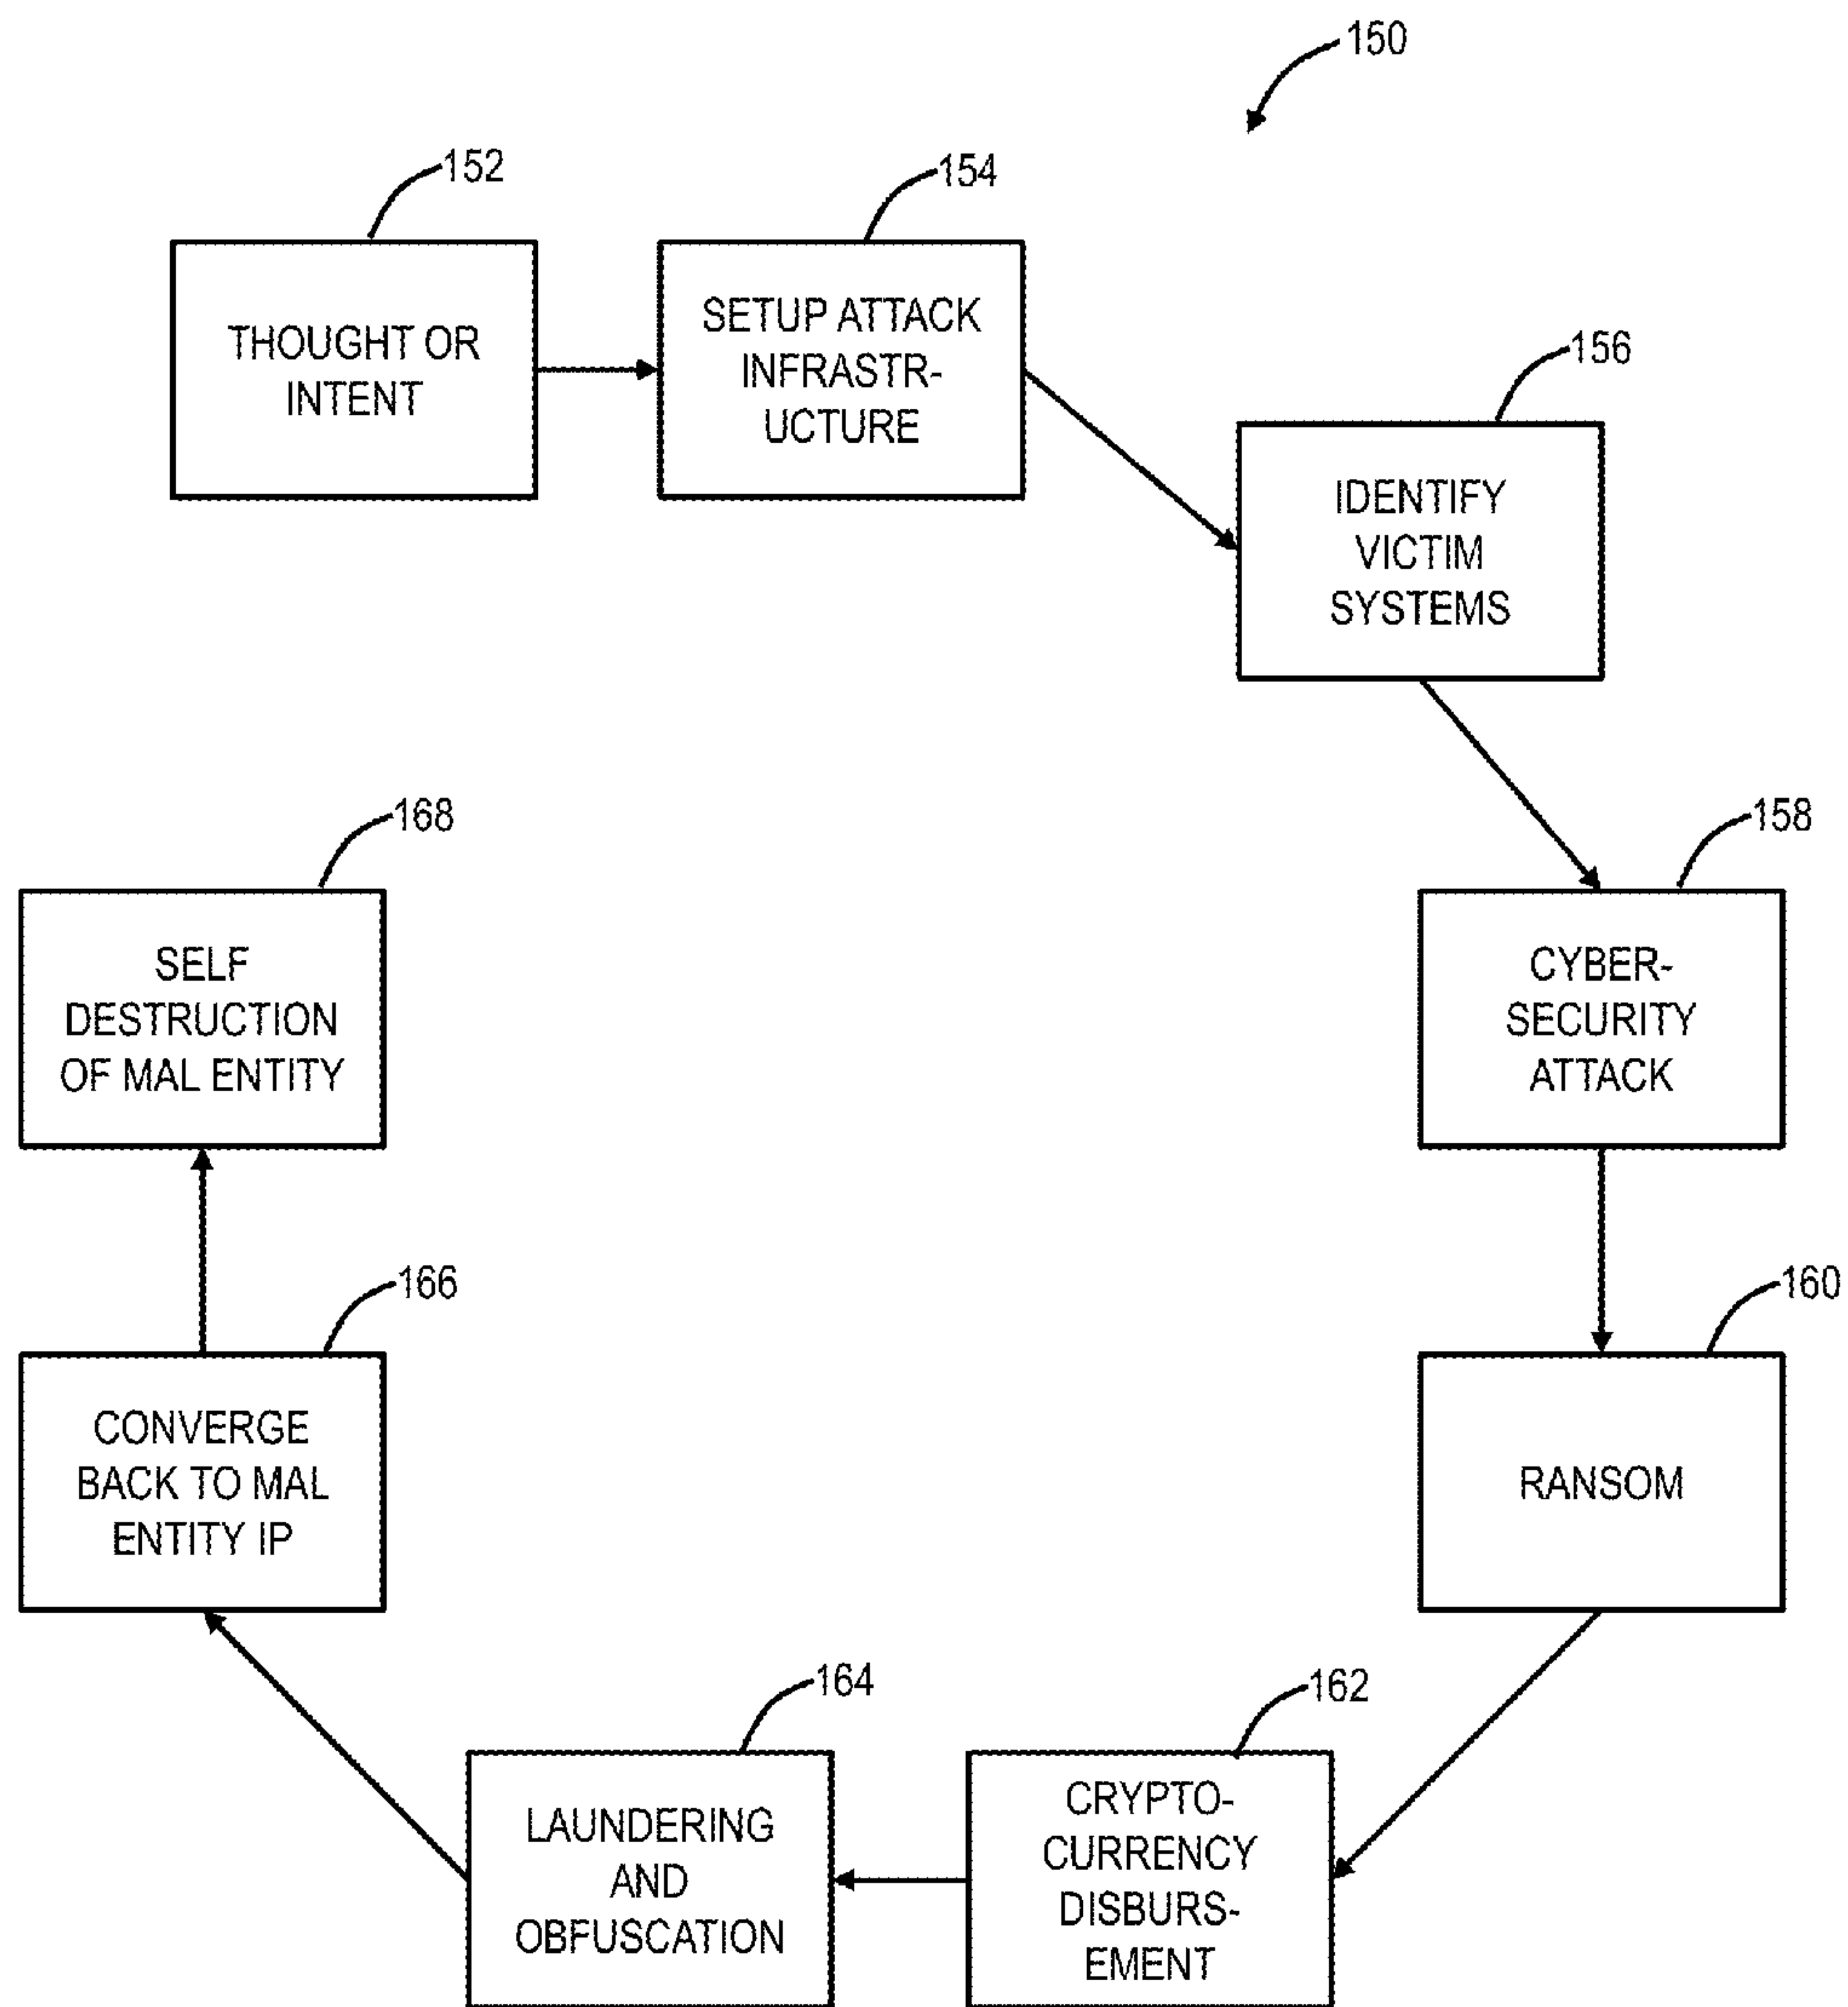 150
152
THOUGHT OR
INTENT
154
SETUP ATTACK
INFRASTR-
UCTURE
156
IDENTIFY
VICTIM
SYSTEMS
158
CYBER-
SECURITY
ATTACK
160
RANSOM
162
CRYPTO-
CURRENCY
DISBURS-
EMENT
164
LAUNDERING
AND
OBFUSCATION
166
CONVERGE
BACK TO MAL
ENTITY IP
168
SELF
DESTRUCTION
OF MAL ENTITY